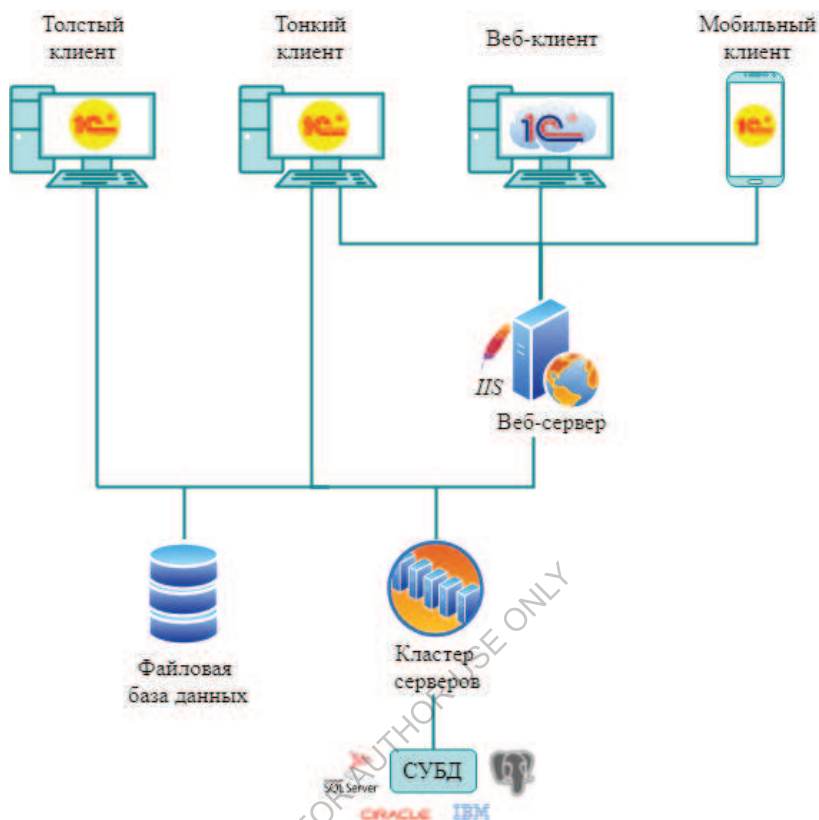 Толстый
клиент
Тонкий
клиент
Веб-клиент
Мобильный
клиент
1С
1С
1С
1С
IIS
Веб-сервер
Файловая
база данных
Кластер
серверов
FOR AUTHOR USE ONLY
SQL Server
СУБД
ORACLE
IBM